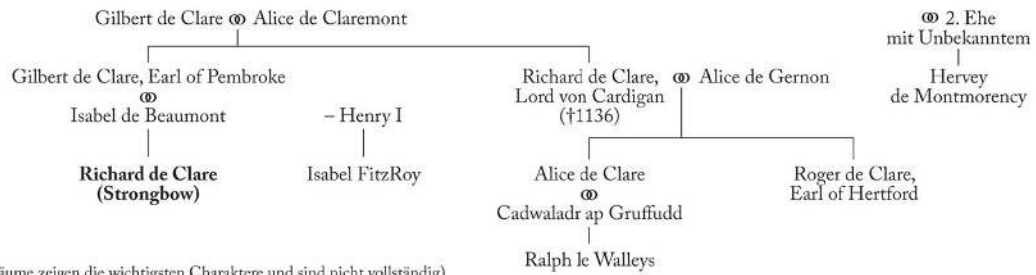 Gilbert de Clare ⚭ Alice de Claremont
⚭ 2. Ehe
mit Unbekanntem
Gilbert de Clare, Earl of Pembroke
⚭
Isabel de Beaumont
– Henry I
Richard de Clare, ⚭ Alice de Gernon
Lord von Cardigan
(†1136)
Hervey
de Montmorency
Richard de Clare
(Strongbow)
Isabel FitzRoy
Alice de Clare
⚭
Cadwaladr ap Gruffudd
Roger de Clare,
Earl of Hertford
Ralph le Walleys
zeigen die wichtigsten Charaktere und sind nicht vollständig)